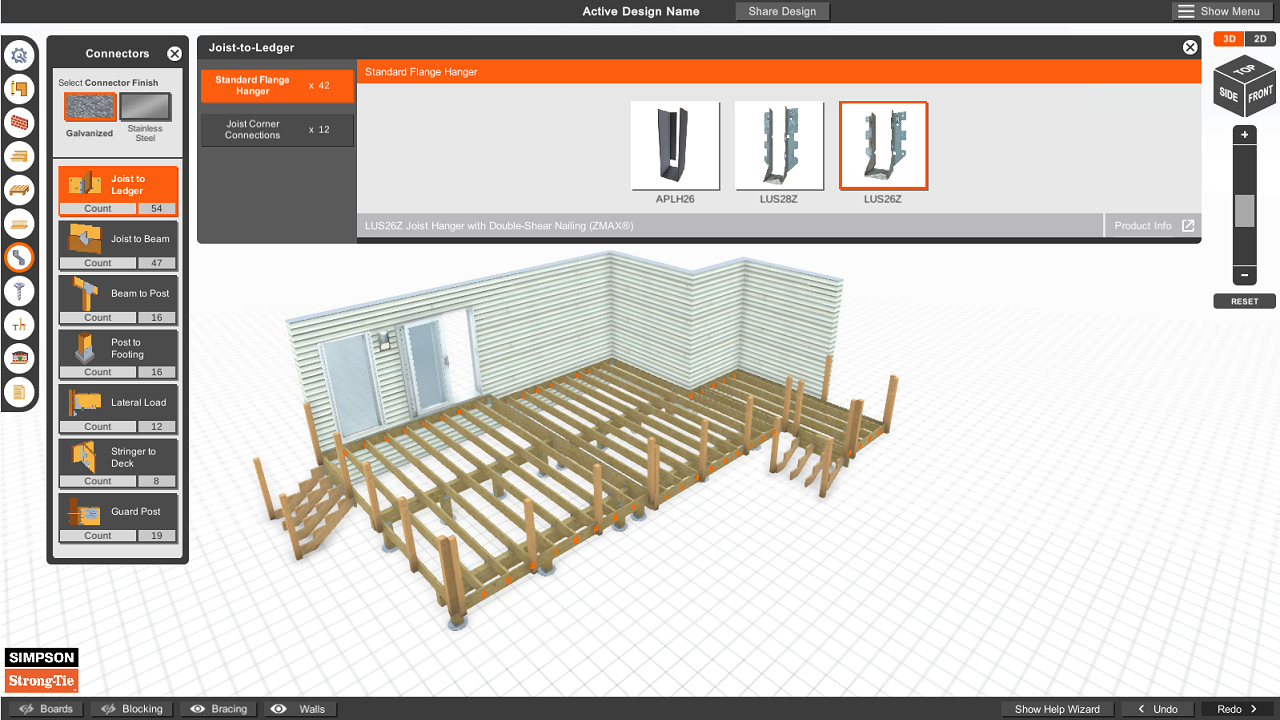 Active Design Name
Share Design
Show Menu
Connectors
Select Connector Finish
Galvanized
Stainless
Steel
Joist to
Ledger
Count 54
Joist to Beam
Count 47
Beam to Post
Count 16
Post to
Footing
Count 16
Lateral Load
Count 12
Stringer to
Deck
Count 8
Guard Post
Count 19
Joist-to-Ledger
Standard Flange
Hanger
x 42
Joist Corner
Connections
x 12
Standard Flange Hanger
APLH26
LUS28Z
LUS26Z
LUS26Z Joist Hanger with Double-Shear Nailing (ZMAX®)
Product Info
3D
2D
TOP
SIDE
FRONT
+
−
RESET
SIMPSON
Strong-Tie
Boards
Blocking
Bracing
Walls
Show Help Wizard
Undo
Redo